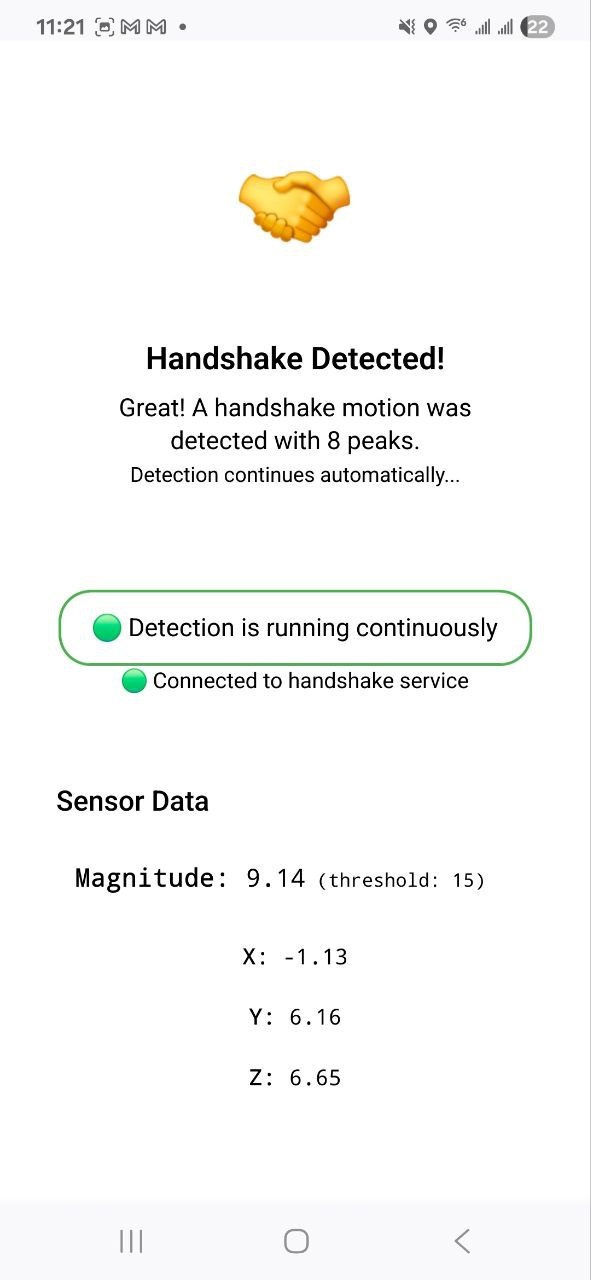 11:21
22
Handshake Detected!
Great! A handshake motion was
detected with 8 peaks.
Detection continues automatically...
Detection is running continuously
Connected to handshake service
Sensor Data
Magnitude: 9.14 (threshold: 15)
X: -1.13
Y: 6.16
Z: 6.65